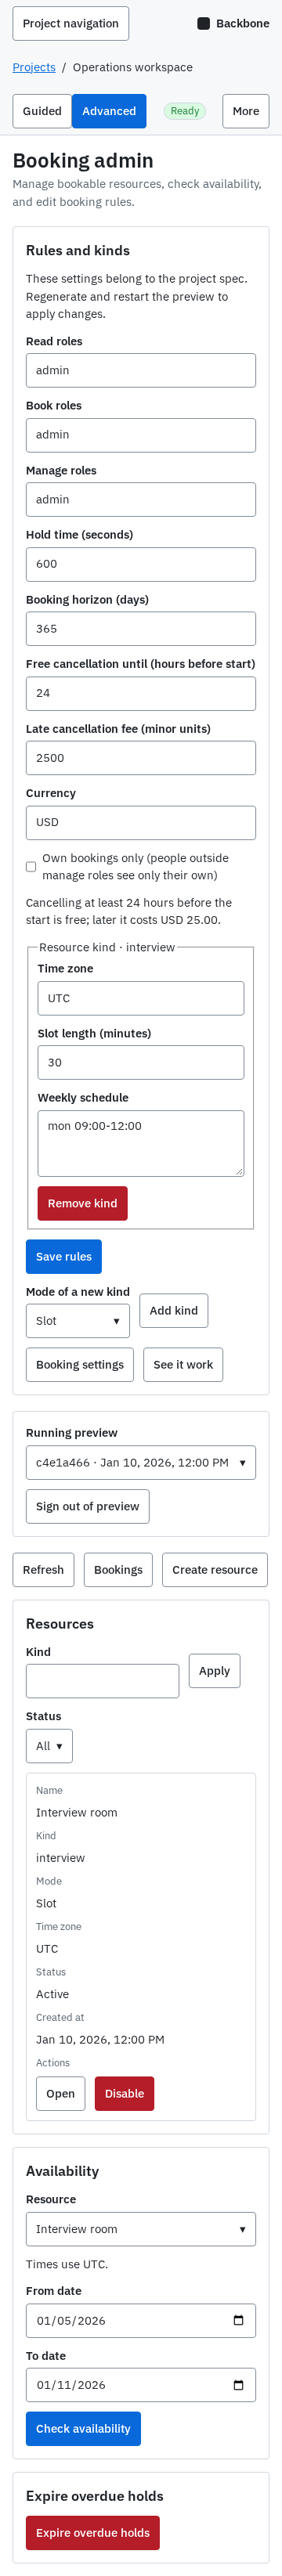 Project navigation
Backbone
Projects / Operations workspace
Guided
Advanced
Ready
More
Booking admin
Manage bookable resources, check availability,
and edit booking rules.
Rules and kinds
These settings belong to the project spec.
Regenerate and restart the preview to
apply changes.
Read roles
admin
Book roles
admin
Manage roles
admin
Hold time (seconds)
600
Booking horizon (days)
365
Free cancellation until (hours before start)
24
Late cancellation fee (minor units)
2500
Currency
USD
Own bookings only (people outside
manage roles see only their own)
Cancelling at least 24 hours before the
start is free; later it costs USD 25.00.
Resource kind · interview
Time zone
UTC
Slot length (minutes)
30
Weekly schedule
mon 09:00-12:00
Remove kind
Save rules
Mode of a new kind
Slot
Add kind
Booking settings
See it work
Running preview
c4e1a466 · Jan 10, 2026, 12:00 PM
Sign out of preview
Refresh
Bookings
Create resource
Resources
Kind
Apply
Status
All
Name
Interview room
Kind
interview
Mode
Slot
Time zone
UTC
Status
Active
Created at
Jan 10, 2026, 12:00 PM
Actions
Open
Disable
Availability
Resource
Interview room
Times use UTC.
From date
01/05/2026
To date
01/11/2026
Check availability
Expire overdue holds
Expire overdue holds